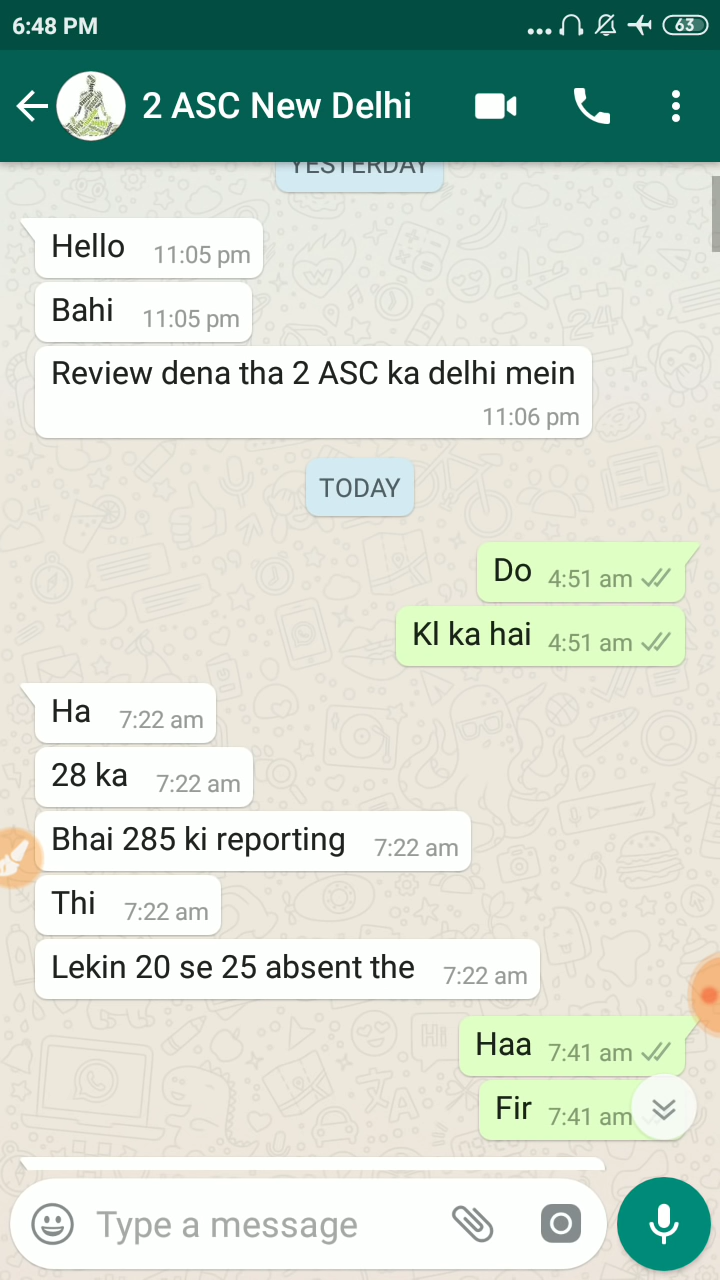 6:48 PM
63
2 ASC New Delhi
YESTERDAY
Hello 11:05 pm
Bahi 11:05 pm
Review dena tha 2 ASC ka delhi mein
11:06 pm
TODAY
Do 4:51 am
Kl ka hai 4:51 am
Ha 7:22 am
28 ka 7:22 am
Bhai 285 ki reporting 7:22 am
Thi 7:22 am
Lekin 20 se 25 absent the 7:22 am
Haa 7:41 am
Fir 7:41 am
Type a message